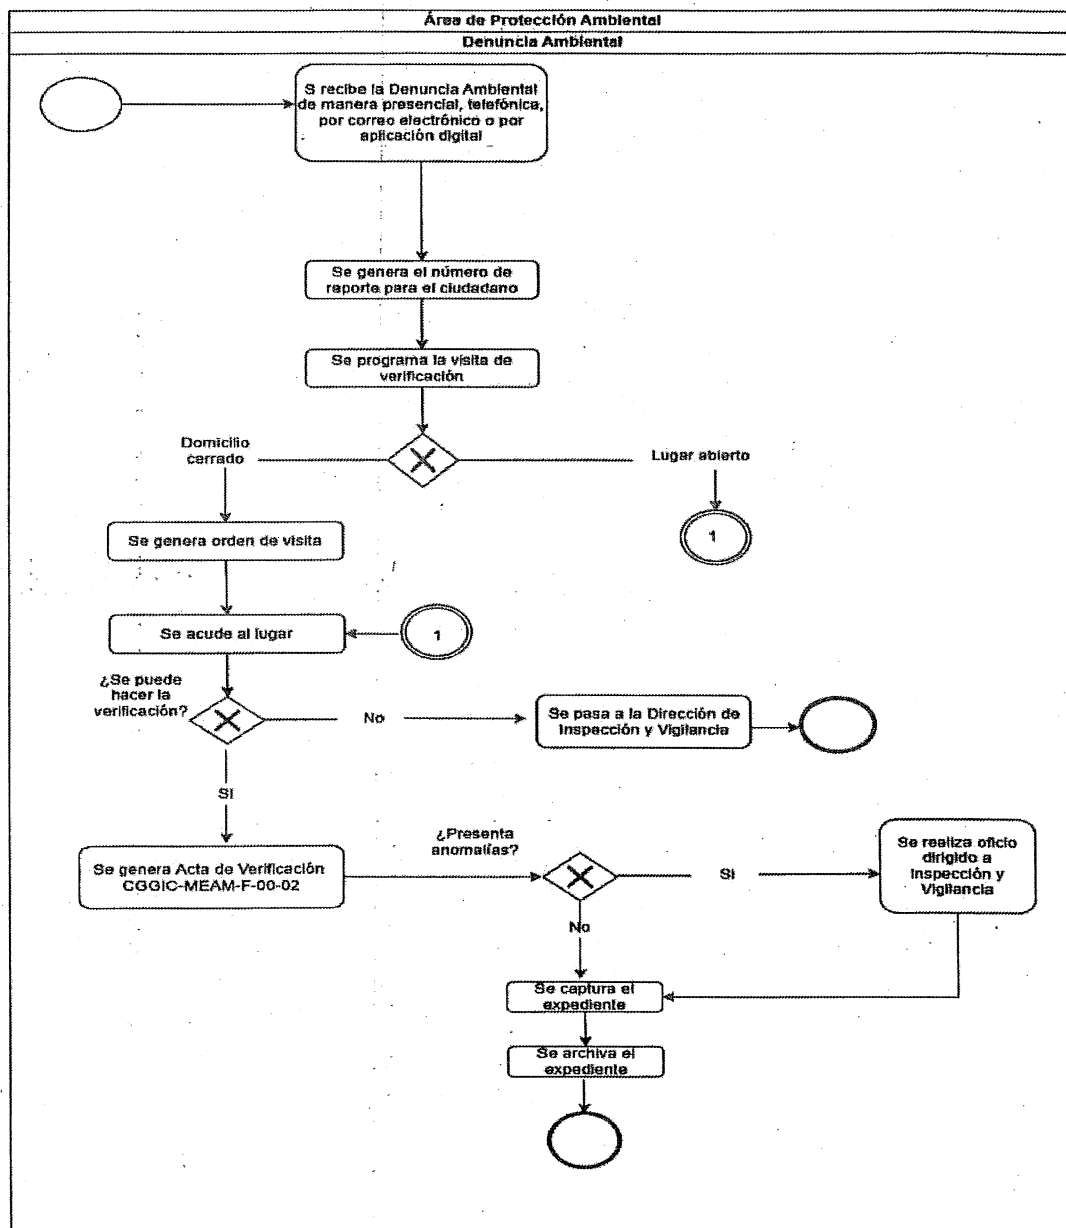 Área de Protección Ambiental
Denuncia Ambiental
S recibe la Denuncia Ambiental
de manera presencial, telefónica,
por correo electrónico o por
aplicación digital
Se genera el número de
reporte para el ciudadano
Se programa la visita de
verificación
Domicilio
cerrado
Lugar abierto
1
Se genera orden de visita
Se acude al lugar
1
¿Se puede
hacer la
verificación?
No
Se pasa a la Dirección de
Inspección y Vigilancia
SI
¿Presenta
anomalías?
Se genera Acta de Verificación
CGGIC-MEAM-F-00-02
SI
Se realiza oficio
dirigido a
Inspección y
Vigilancia
No
Se captura el
expediente
Se archiva el
expediente